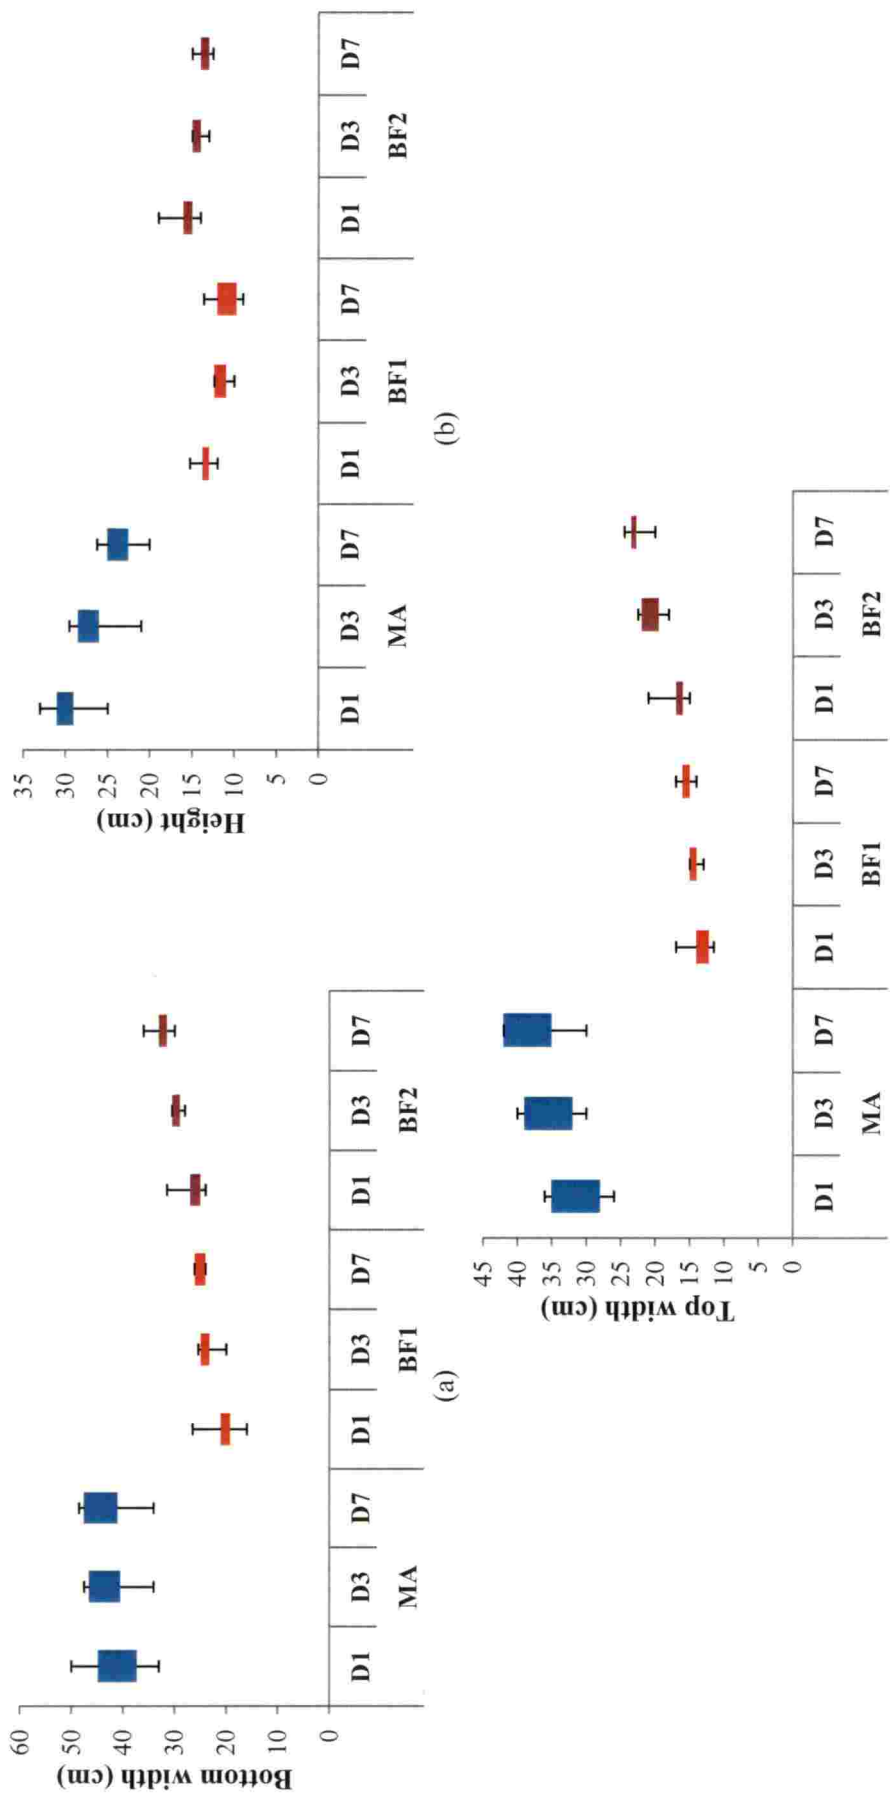 Bottom width (cm)
60
50
40
30
20
10
0
D1 D3 D7 D1 D3 D7 D1 D3 D7
MA BF1 BF2
(a)
Height (cm)
35
30
25
20
15
10
5
0
D1 D3 D7 D1 D3 D7 D1 D3 D7
MA BF1 BF2
(b)
Top width (cm)
45
40
35
30
25
20
15
10
5
0
D1 D3 D7 D1 D3 D7 D1 D3 D7
MA BF1 BF2